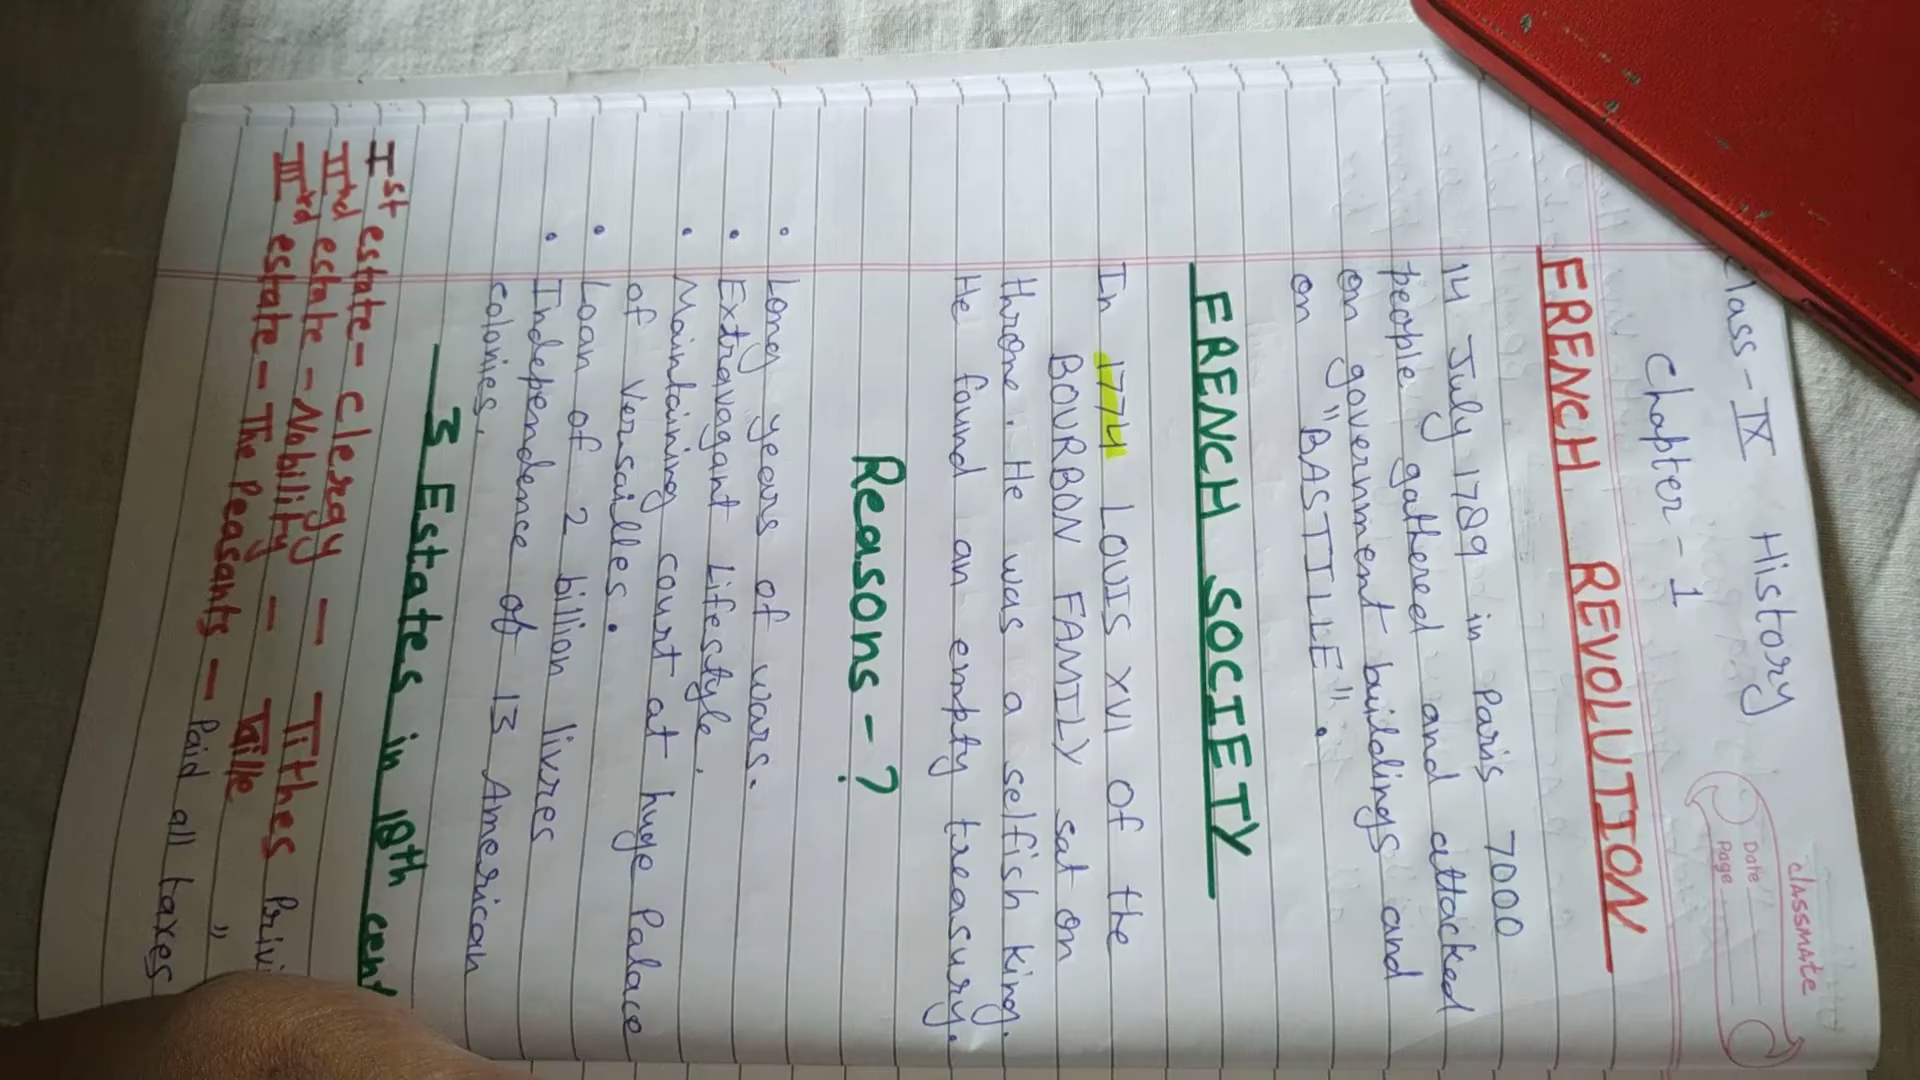 Class - IX History
Chapter - 1
classmate
Date
Page
FRENCH REVOLUTION
14 July 1789 in Paris 7000
people gathered and attacked
on government buildings and
on "BASTILLE".
FRENCH SOCIETY
In 1774 LOUIS XVI of the
BOURBON FAMILY sat on
throne. He was a selfish king.
He found an empty treasury.
Reasons - ?
• Long years of wars.
• Extravagant Lifestyle.
• Maintaining court at huge Palace
of Versailles.
• Loan of 2 billion livres
• Independence of 13 American
colonies.
3 Estates in 18th cent
Ist estate - Clergy - Tithes Privi
IInd estate - Nobility - Taille "
IIIrd estate - The Peasants - Paid all taxes